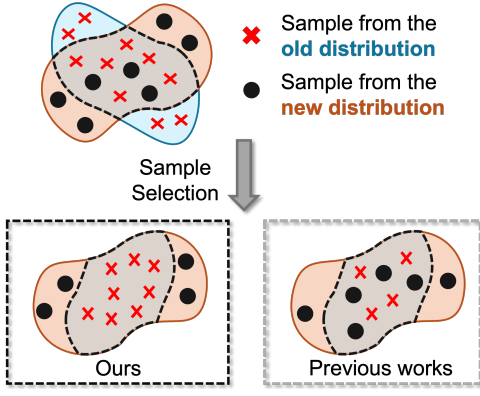 Sample from the
old distribution
Sample from the
new distribution
Sample
Selection
Ours
Previous works